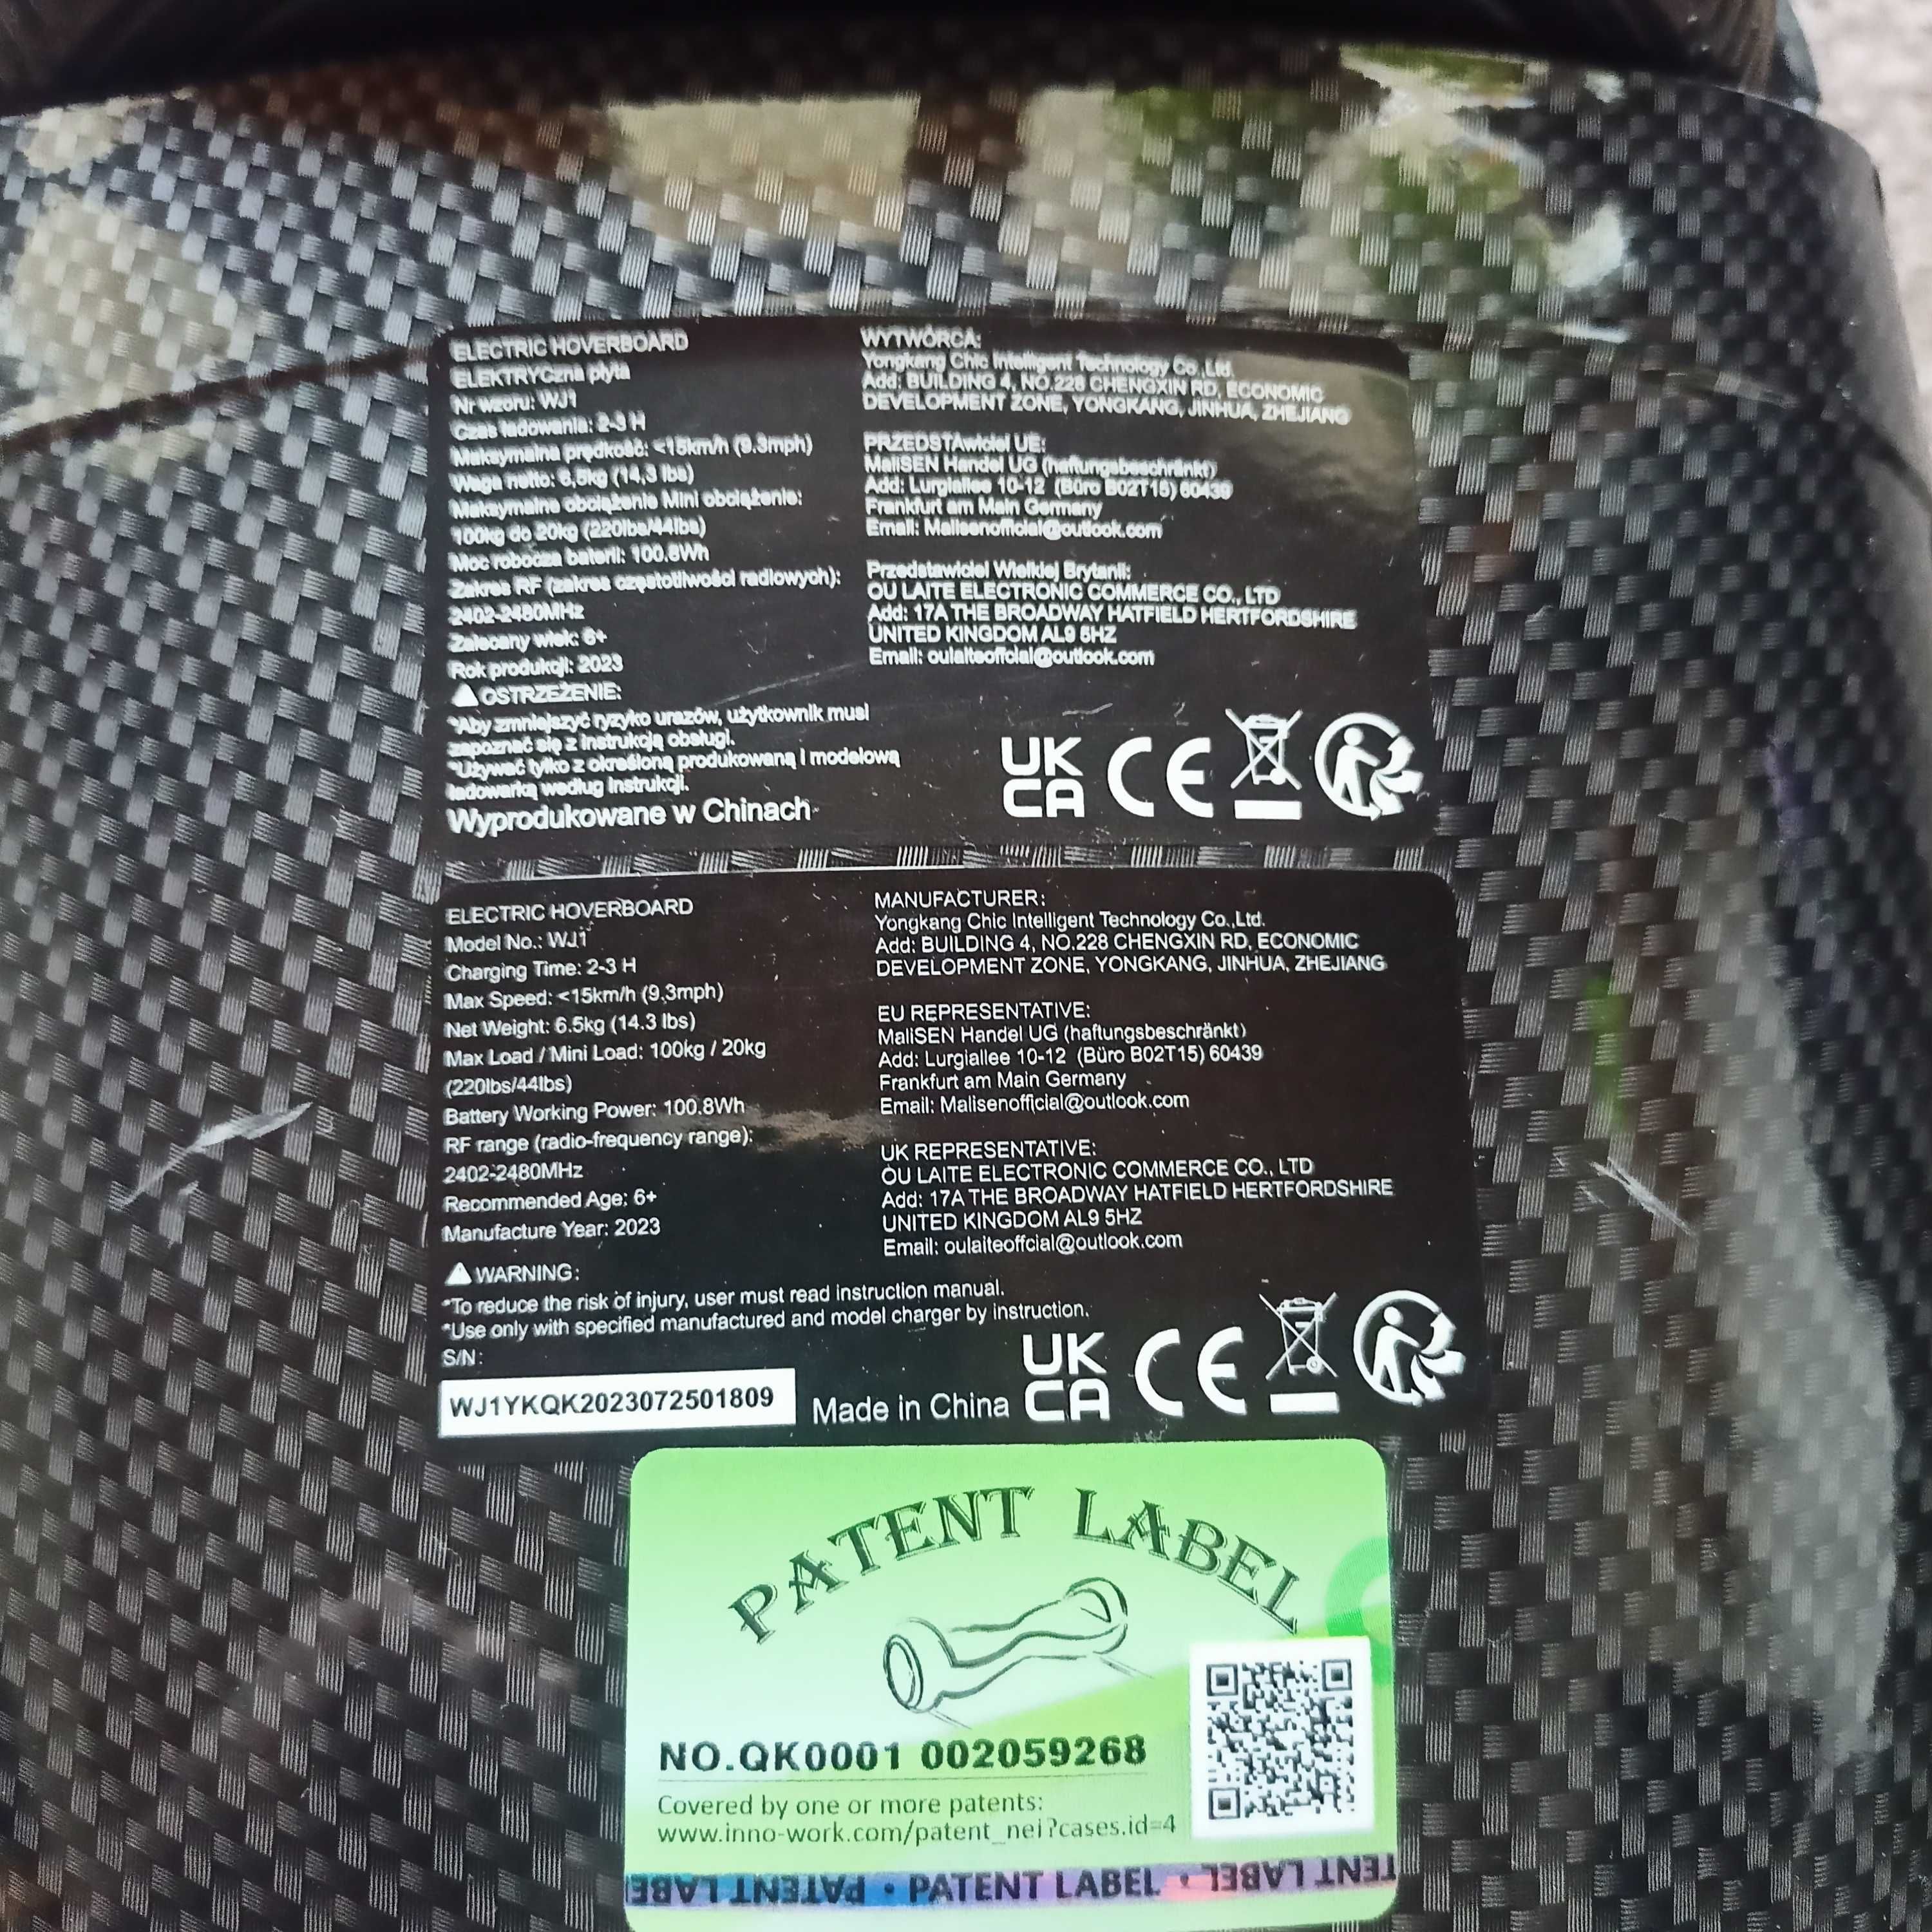 ELECTRIC HOVERBOARD
ELEKTRYCzna płyta
Nr wzoru: WJ1
Czas ładowania: 2-3 H
Maksymalna prędkość: <15km/h (9.3mph)
Waga netto: 6,5kg (14,3 lbs)
Maksymalne obciążenie Mini obciążenie:
100kg do 20kg (220lbs/44lbs)
Moc robocza baterii: 100.8Wh
Zakres RF (zakres częstotliwości radiowych):
2402-2480MHz
Zalecany wiek: 6+
Rok produkcji: 2023
OSTRZEŻENIE:
*Aby zmniejszyć ryzyko urazów, użytkownik musi
zapoznać się z instrukcją obsługi.
*Używać tylko z określoną produkowaną i modelową
ładowarką według instrukcji.
Wyprodukowane w Chinach
WYTWÓRCA:
Yongkang Chic Intelligent Technology Co.,Ltd.
Add: BUILDING 4, NO.228 CHENGXIN RD, ECONOMIC
DEVELOPMENT ZONE, YONGKANG, JINHUA, ZHEJIANG
PRZEDSTAwiciel UE:
MaliSEN Handel UG (haftungsbeschränkt)
Add: Lurgiallee 10-12 (Büro B02T15) 60439
Frankfurt am Main Germany
Email: Malisenofficial@outlook.com
Przedstawiciel Wielkiej Brytanii:
OU LAITE ELECTRONIC COMMERCE CO., LTD
Add: 17A THE BROADWAY HATFIELD HERTFORDSHIRE
UNITED KINGDOM AL9 5HZ
Email: oulaiteoffcial@outlook.com
UK
CA CE
ELECTRIC HOVERBOARD
Model No.: WJ1
Charging Time: 2-3 H
Max Speed: <15km/h (9.3mph)
Net Weight: 6.5kg (14.3 lbs)
Max Load / Mini Load: 100kg / 20kg
(220lbs/44lbs)
Battery Working Power: 100.8Wh
RF range (radio-frequency range):
2402-2480MHz
Recommended Age: 6+
Manufacture Year: 2023
WARNING:
*To reduce the risk of injury, user must read instruction manual.
*Use only with specified manufactured and model charger by instruction.
S/N:
WJ1YKQK2023072501809
Made in China
MANUFACTURER:
Yongkang Chic Intelligent Technology Co.,Ltd.
Add: BUILDING 4, NO.228 CHENGXIN RD, ECONOMIC
DEVELOPMENT ZONE, YONGKANG, JINHUA, ZHEJIANG
EU REPRESENTATIVE:
MaliSEN Handel UG (haftungsbeschränkt)
Add: Lurgiallee 10-12 (Büro B02T15) 60439
Frankfurt am Main Germany
Email: Malisenofficial@outlook.com
UK REPRESENTATIVE:
OU LAITE ELECTRONIC COMMERCE CO., LTD
Add: 17A THE BROADWAY HATFIELD HERTFORDSHIRE
UNITED KINGDOM AL9 5HZ
Email: oulaiteoffcial@outlook.com
UK
CA CE
PATENT LABEL
NO.QK0001 002059268
Covered by one or more patents:
www.inno-work.com/patent_nei?cases.id=4
PATENT LABE • PATENT LABEL • TENT LABEL